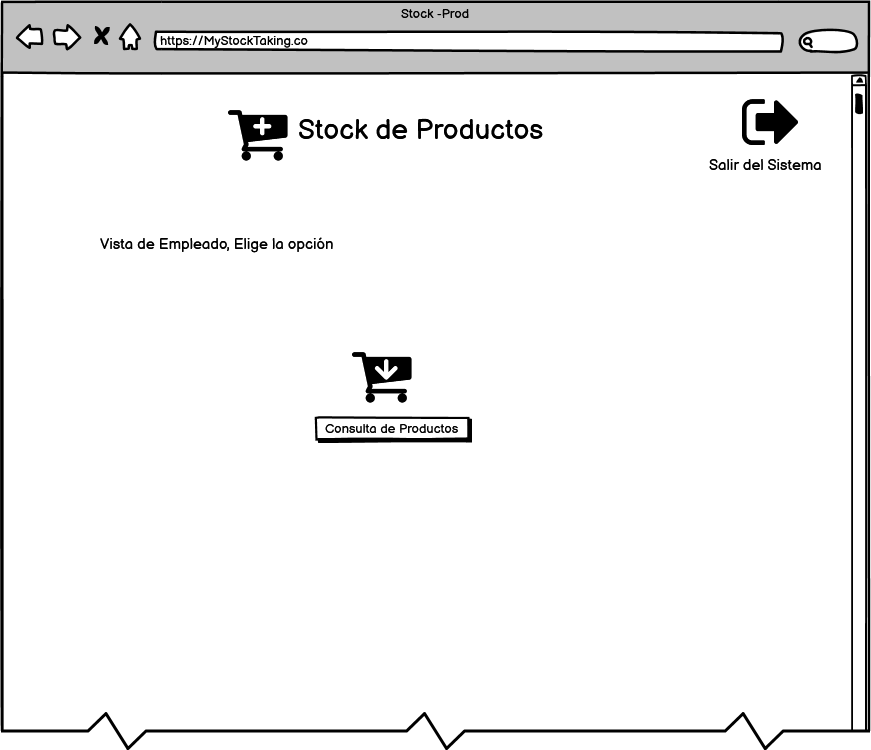 Stock -Prod
https://MyStockTaking.co
Stock de Productos
Salir del Sistema
Vista de Empleado, Elige la opción
Consulta de Productos